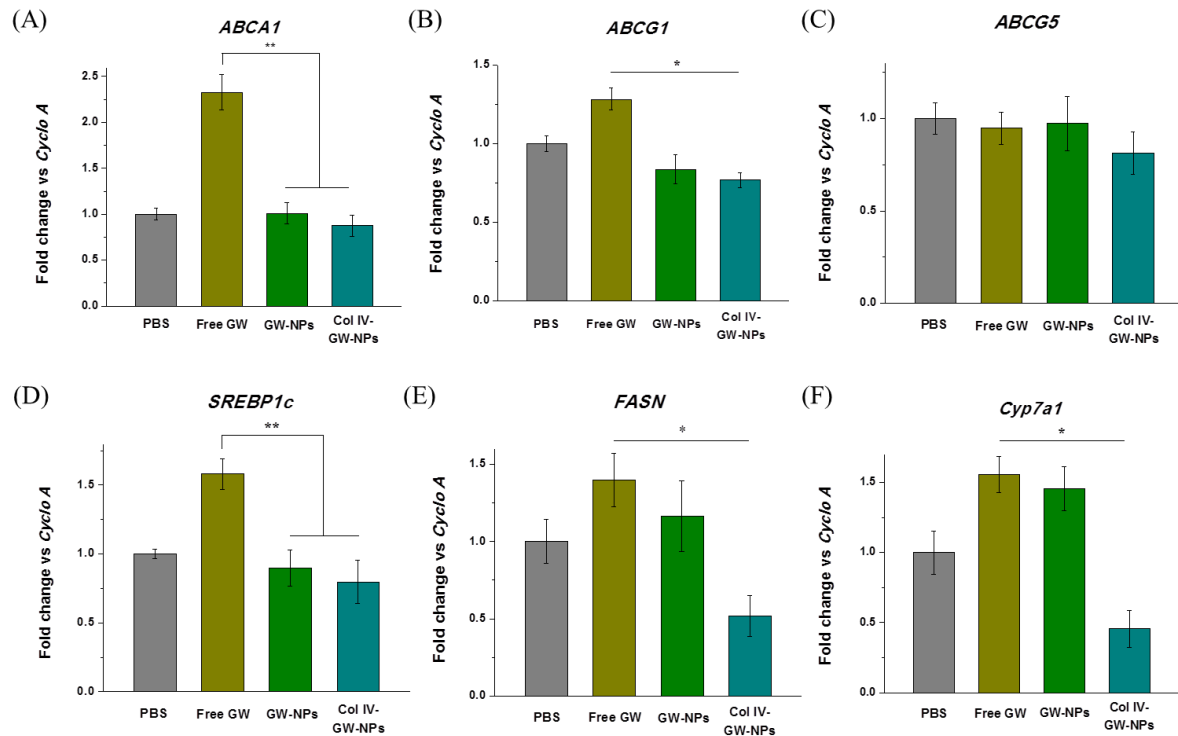 (A)
ABCA1
**
Fold change vs Cyclo A
2.5
2.0
1.5
1.0
0.5
0.0
PBS
Free GW
GW-NPs
Col IV-
GW-NPs
(B)
ABCG1
*
Fold change vs Cyclo A
1.5
1.0
0.5
0.0
PBS
Free GW
GW-NPs
Col IV-
GW-NPs
(C)
ABCG5
Fold change vs Cyclo A
1.0
0.5
0.0
PBS
Free GW
GW-NPs
Col IV-
GW-NPs
(D)
SREBP1c
**
Fold change vs Cyclo A
1.5
1.0
0.5
0.0
PBS
Free GW
GW-NPs
Col IV-
GW-NPs
(E)
FASN
*
Fold change vs Cyclo A
1.5
1.0
0.5
0.0
PBS
Free GW
GW-NPs
Col IV-
GW-NPs
(F)
Cyp7a1
*
Fold change vs Cyclo A
1.5
1.0
0.5
0.0
PBS
Free GW
GW-NPs
Col IV-
GW-NPs